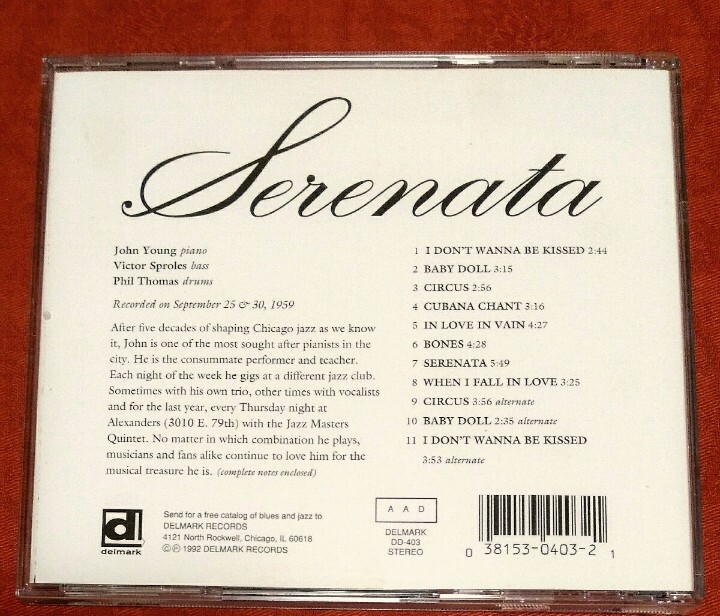 Serenata
John Young piano
Victor Sproles bass
Phil Thomas drums
Recorded on September 25 & 30, 1959
After five decades of shaping Chicago jazz as we know
it, John is one of the most sought after pianists in the
city. He is the consummate performer and teacher.
Each night of the week he gigs at a different jazz club.
Sometimes with his own trio, other times with vocalists
and for the last year, every Thursday night at
Alexanders (3010 E. 79th) with the Jazz Masters
Quintet. No matter in which combination he plays,
musicians and fans alike continue to love him for the
musical treasure he is. (complete notes enclosed)
1 I DON'T WANNA BE KISSED 2:44
2 BABY DOLL 3:15
3 CIRCUS 2:56
4 CUBANA CHANT 3:16
5 IN LOVE IN VAIN 4:27
6 BONES 4:28
7 SERENATA 5:49
8 WHEN I FALL IN LOVE 3:25
9 CIRCUS 3:56 alternate
10 BABY DOLL 2:35 alternate
11 I DON'T WANNA BE KISSED
3:53 alternate
d
delmark
Send for a free catalog of blues and jazz to
DELMARK RECORDS
4121 North Rockwell, Chicago, IL 60618
©℗ 1992 DELMARK RECORDS
A A D
DELMARK
DD-403
STEREO
0 38153-0403-2 1